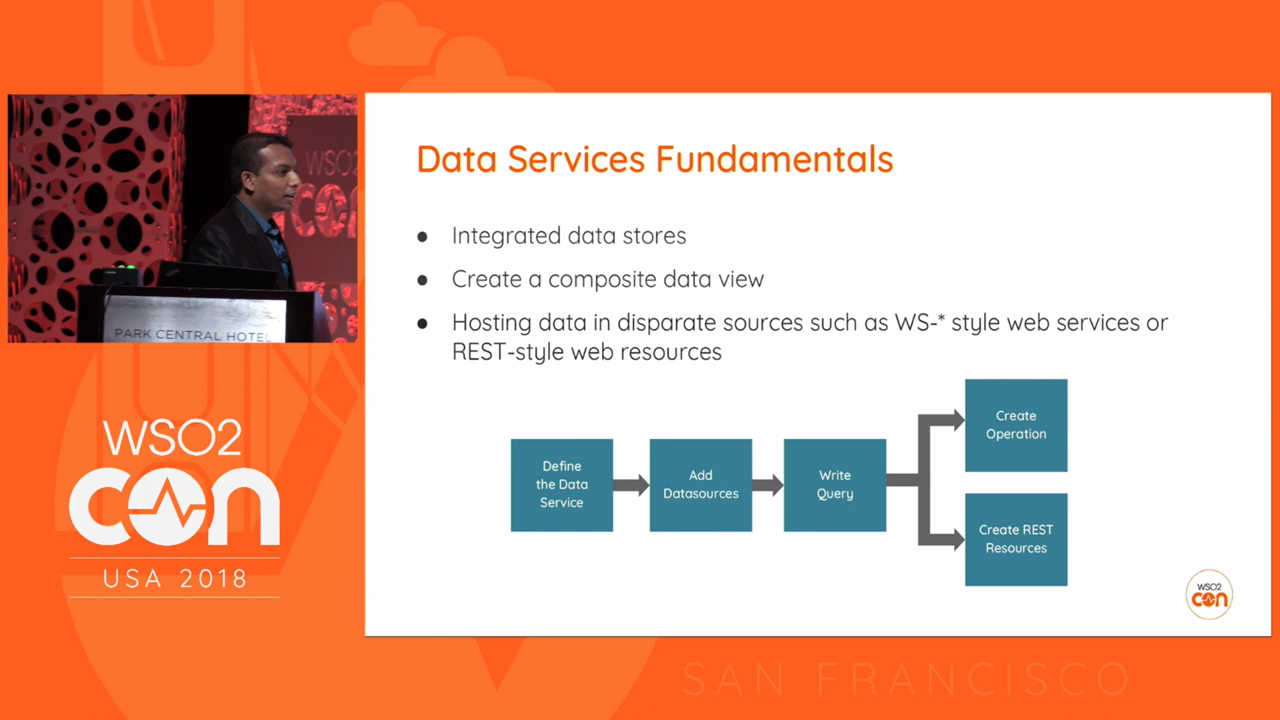 WSO2
CON
PARK CENTRAL HOTEL
WSO2
CON
USA 2018
Data Services Fundamentals
● Integrated data stores
● Create a composite data view
● Hosting data in disparate sources such as WS-* style web services or
REST-style web resources
Define
the Data
Service
Add
Datasources
Write
Query
Create
Operation
Create REST
Resources
WSO2
con
SAN FRANCISCO